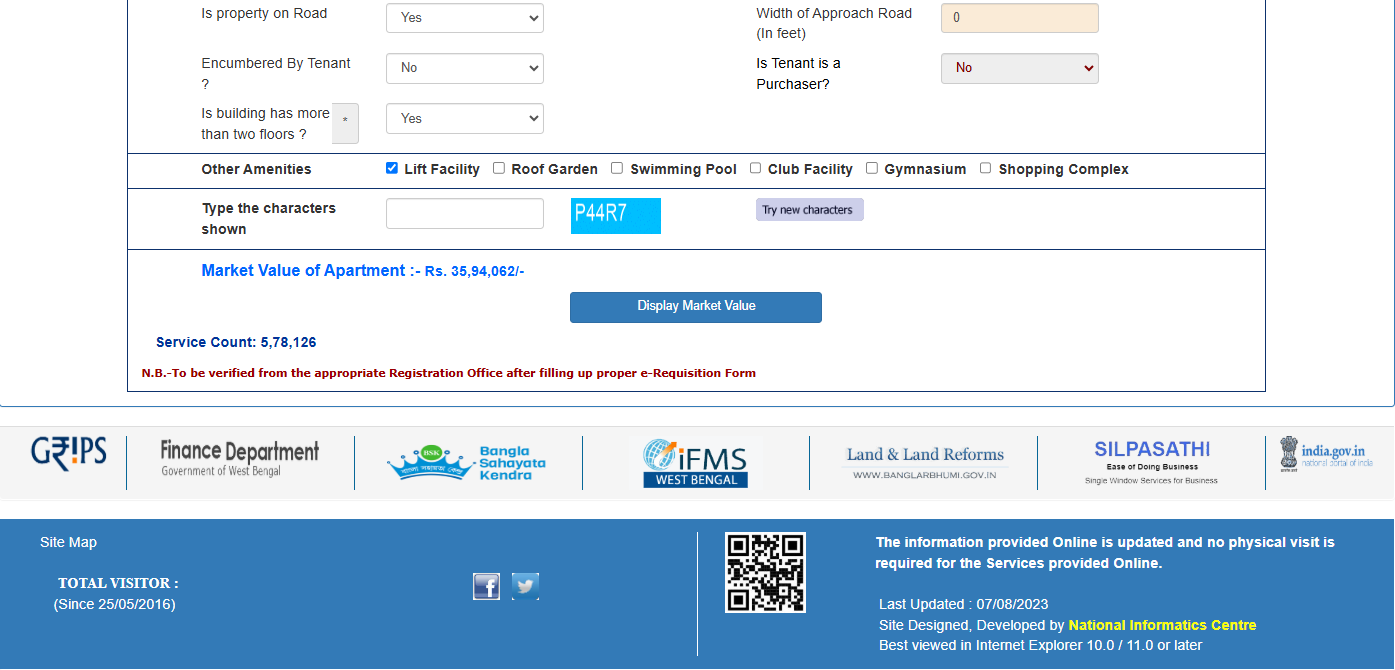 Is property on Road Yes Width of Approach Road (In feet) 0
Encumbered By Tenant ? No Is Tenant is a Purchaser? No
Is building has more than two floors ? * Yes
Other Amenities Lift Facility Roof Garden Swimming Pool Club Facility Gymnasium Shopping Complex
Type the characters shown P44R7 Try new characters
Market Value of Apartment :- Rs. 35,94,062/-
Display Market Value
Service Count: 5,78,126
N.B.-To be verified from the appropriate Registration Office after filling up proper e-Requisition Form
GRIPS
Finance Department
Government of West Bengal
BSK
বাংলা সহায়তা কেন্দ্র
Bangla
Sahayata
Kendra
iFMS
WEST BENGAL
Land & Land Reforms
WWW.BANGLARBHUMI.GOV.IN
SILPASATHI
Ease of Doing Business
Single Window Services for Business
india.gov.in
national portal of india
Site Map
TOTAL VISITOR :
(Since 25/05/2016)
The information provided Online is updated and no physical visit is
required for the Services provided Online.
Last Updated : 07/08/2023
Site Designed, Developed by National Informatics Centre
Best viewed in Internet Explorer 10.0 / 11.0 or later